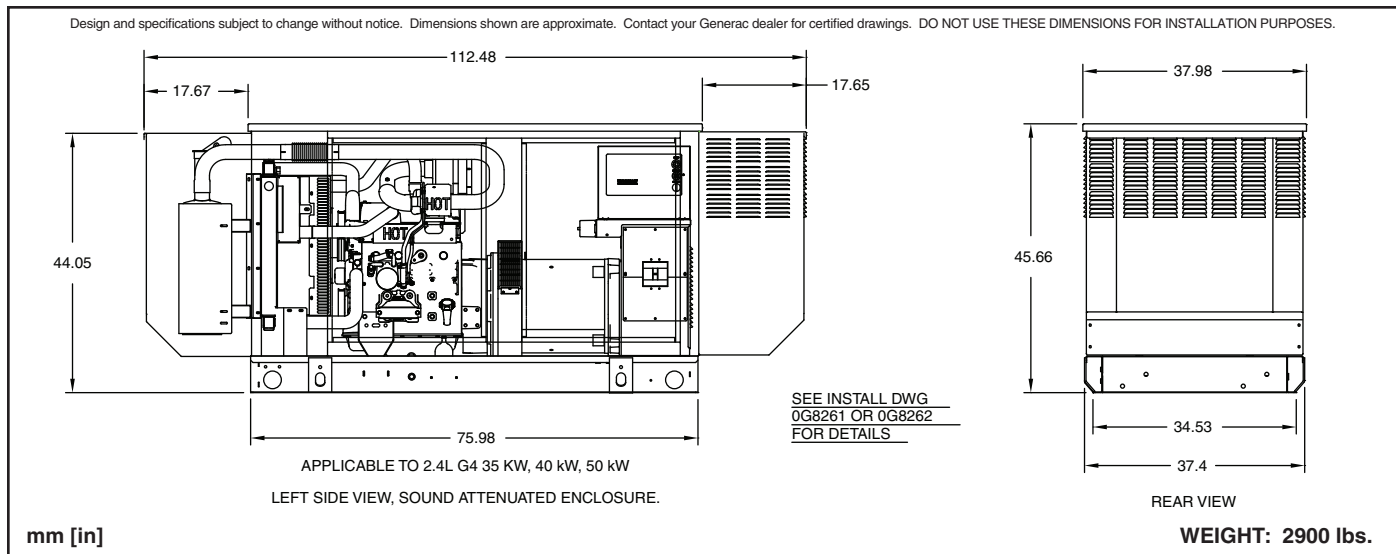 Design and specifications subject to change without notice. Dimensions shown are approximate. Contact your Generac dealer for certified drawings. DO NOT USE THESE DIMENSIONS FOR INSTALLATION PURPOSES.
112.48
17.67
17.65
37.98
44.05
HOT
HOT
45.66
SEE INSTALL DWG
0G8261 OR 0G8262
FOR DETAILS
75.98
34.53
37.4
APPLICABLE TO 2.4L G4 35 KW, 40 kW, 50 kW
LEFT SIDE VIEW, SOUND ATTENUATED ENCLOSURE.
REAR VIEW
mm [in]
WEIGHT: 2900 lbs.